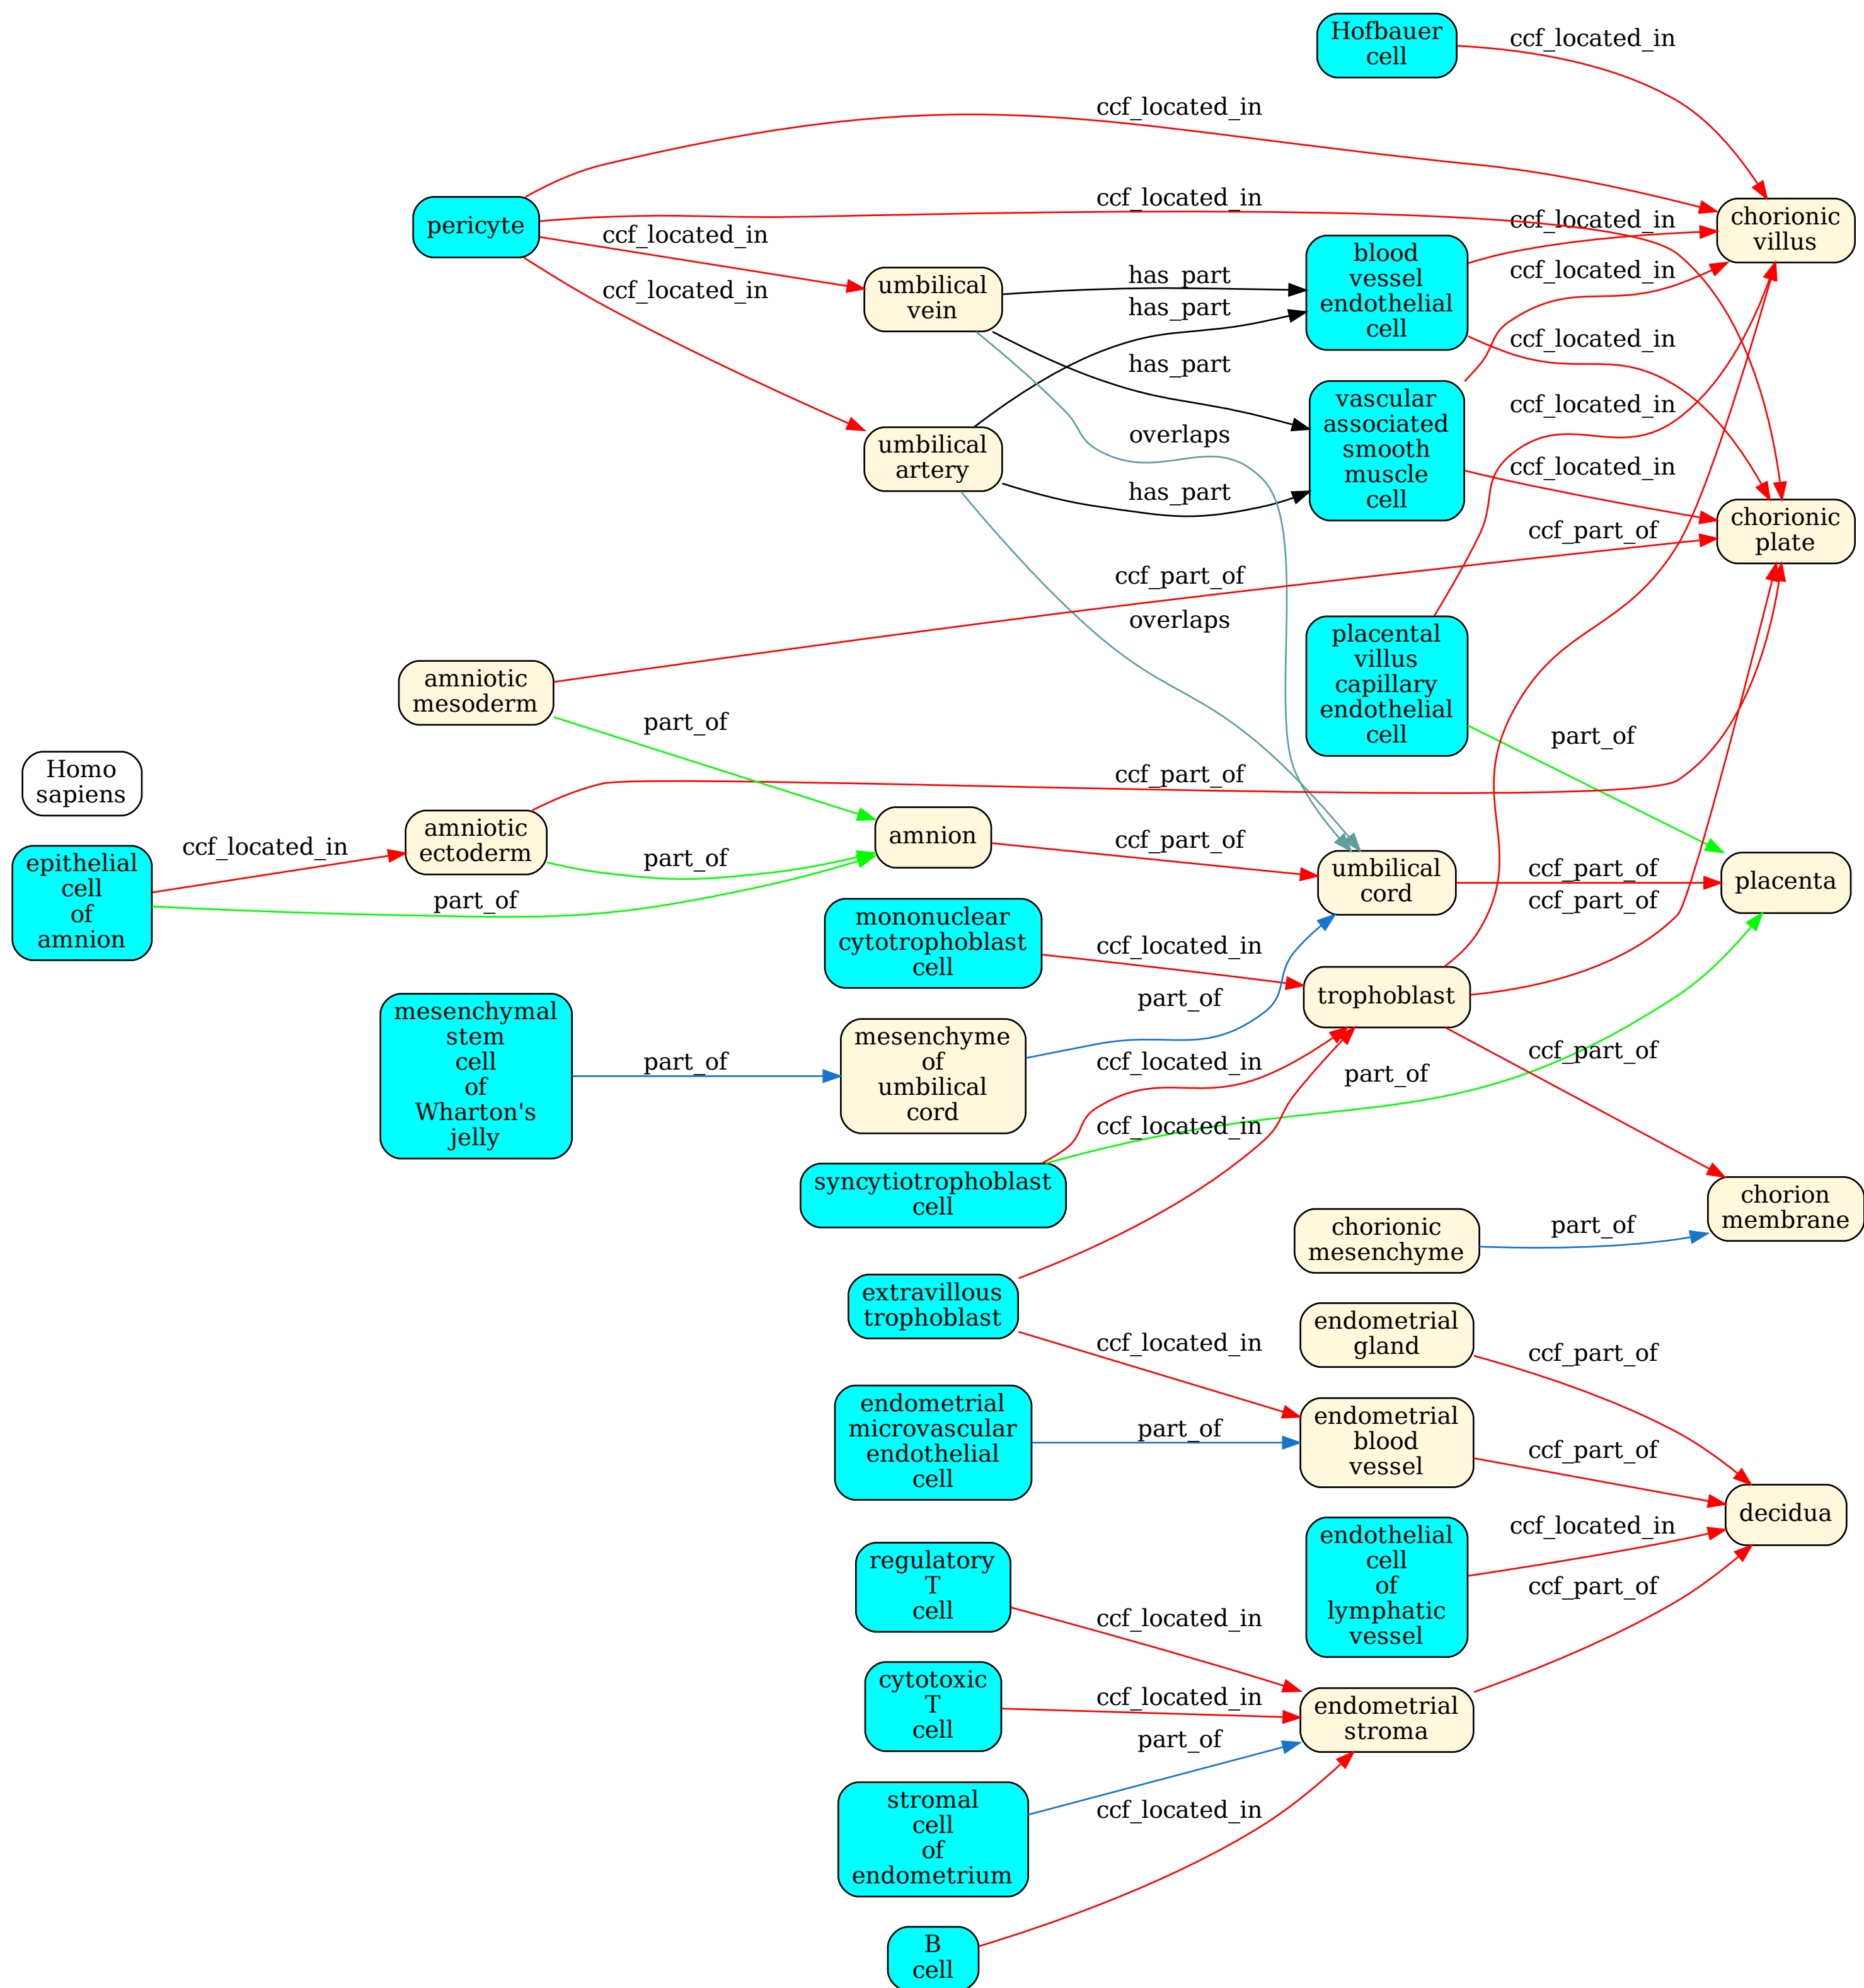 Hofbauer
cell
ccf_located_in
ccf_located_in
pericyte
ccf_located_in
ccf_located_in
ccf_located_in
ccf_located_in
chorionic
villus
umbilical
vein
has_part
has_part
has_part
has_part
blood
vessel
endothelial
cell
ccf_located_in
ccf_located_in
umbilical
artery
overlaps
overlaps
vascular
associated
smooth
muscle
cell
ccf_located_in
ccf_located_in
ccf_part_of
chorionic
plate
ccf_part_of
amniotic
mesoderm
part_of
placental
villus
capillary
endothelial
cell
part_of
Homo
sapiens
ccf_part_of
epithelial
cell
of
amnion
ccf_located_in
part_of
amniotic
ectoderm
part_of
amnion
ccf_part_of
umbilical
cord
ccf_part_of
ccf_part_of
placenta
mononuclear
cytotrophoblast
cell
ccf_located_in
trophoblast
mesenchymal
stem
cell
of
Wharton's
jelly
part_of
mesenchyme
of
umbilical
cord
part_of
ccf_located_in
ccf_located_in
part_of
ccf_part_of
syncytiotrophoblast
cell
chorion
membrane
chorionic
mesenchyme
part_of
extravillous
trophoblast
ccf_located_in
endometrial
gland
ccf_part_of
endometrial
microvascular
endothelial
cell
part_of
endometrial
blood
vessel
ccf_part_of
decidua
endothelial
cell
of
lymphatic
vessel
ccf_located_in
ccf_part_of
regulatory
T
cell
ccf_located_in
cytotoxic
T
cell
ccf_located_in
endometrial
stroma
part_of
stromal
cell
of
endometrium
ccf_located_in
B
cell